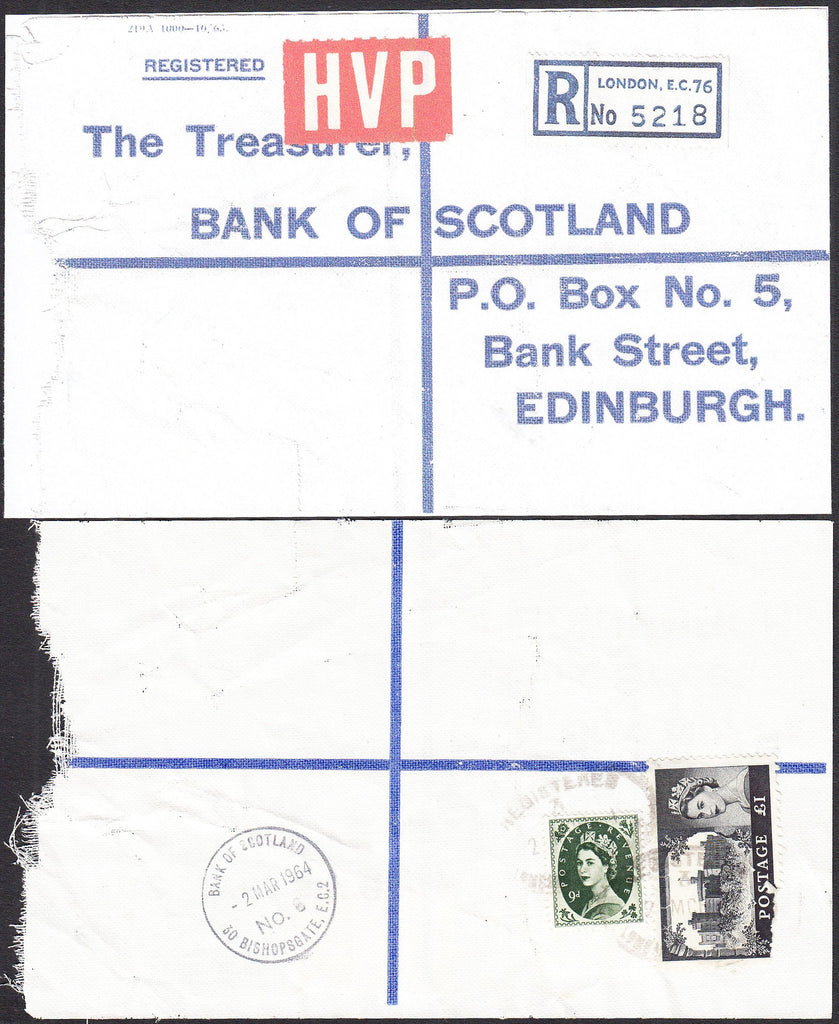 219A 1000—10/63.
REGISTERED
HVP
R
LONDON, E.C.76
No 5218
The Treasurer,
BANK OF SCOTLAND
P.O. Box No. 5,
Bank Street,
EDINBURGH.
BANK OF SCOTLAND
- 2 MAR 1964
NO.
30 BISHOPSGATE, E.C.2
REGISTERED
POSTAGE REVENUE
9d
POSTAGE £1